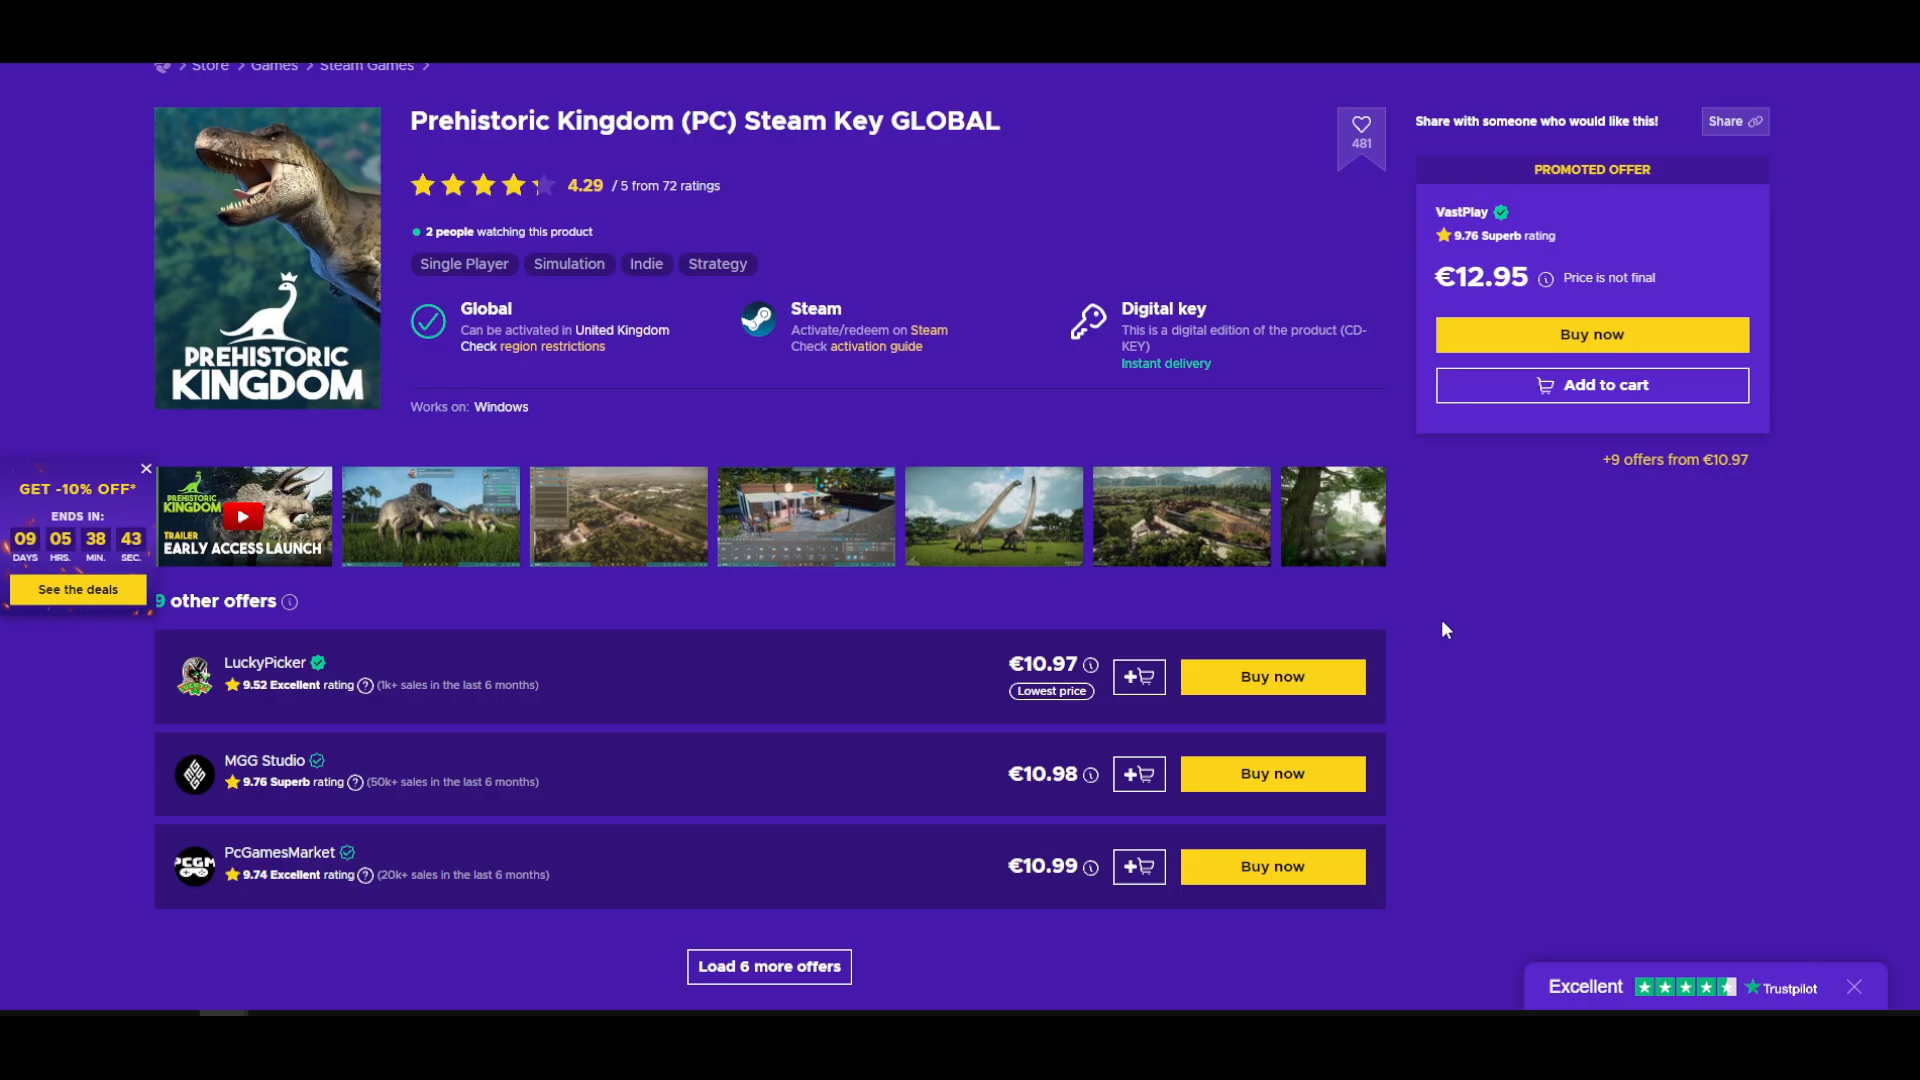 Store > Games > Steam Games >
PREHISTORIC
KINGDOM
Prehistoric Kingdom (PC) Steam Key GLOBAL
481
4.29 / 5 from 72 ratings
2 people watching this product
Single Player Simulation Indie Strategy
Global
Can be activated in United Kingdom
Check region restrictions
Steam
Activate/redeem on Steam
Check activation guide
Digital key
This is a digital edition of the product (CD-
KEY)
Instant delivery
Works on: Windows
Share with someone who would like this!
Share
PROMOTED OFFER
VastPlay
9.76 Superb rating
€12.95 Price is not final
Buy now
Add to cart
+9 offers from €10.97
GET -10% OFF*
ENDS IN:
09 05 38 43
DAYS HRS. MIN. SEC.
See the deals
PREHISTORIC
KINGDOM
TRAILER
EARLY ACCESS LAUNCH
9 other offers
LuckyPicker
9.52 Excellent rating (1k+ sales in the last 6 months)
€10.97
Lowest price
Buy now
MGG Studio
9.76 Superb rating (50k+ sales in the last 6 months)
€10.98
Buy now
PCGM
PcGamesMarket
9.74 Excellent rating (20k+ sales in the last 6 months)
€10.99
Buy now
Load 6 more offers
Excellent Trustpilot